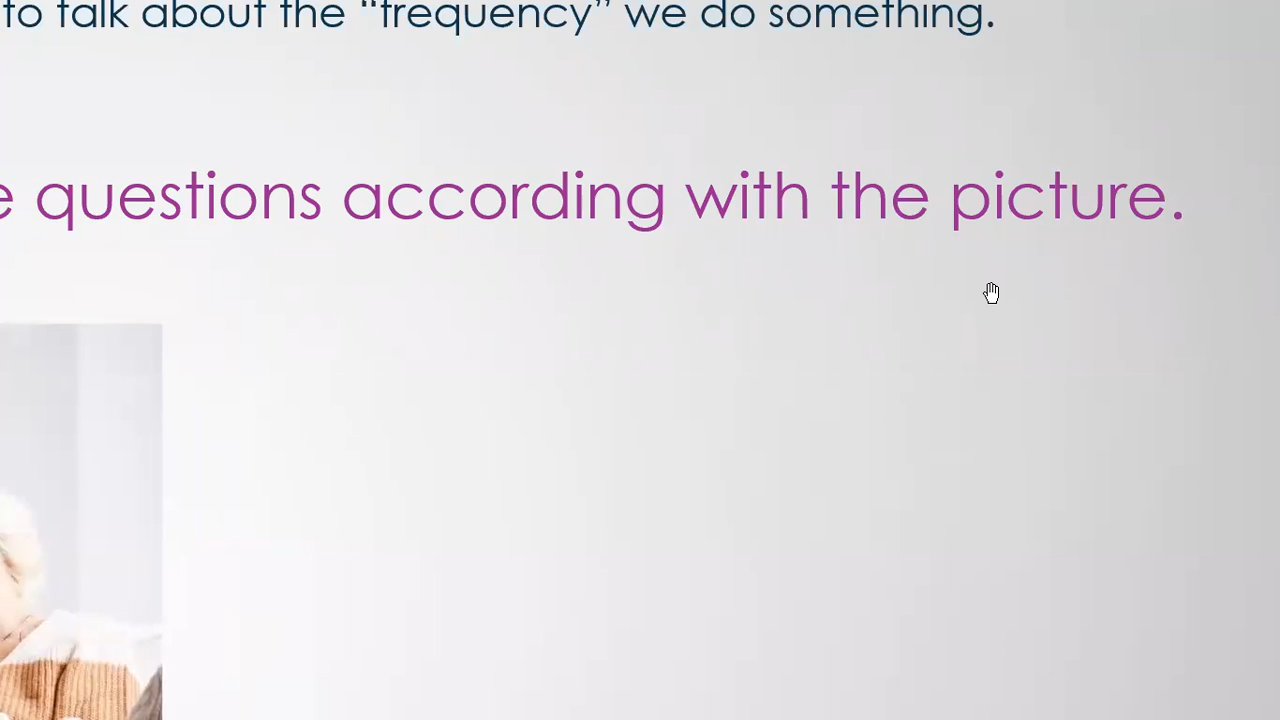 to talk about the “frequency” we do something.
questions according with the picture.